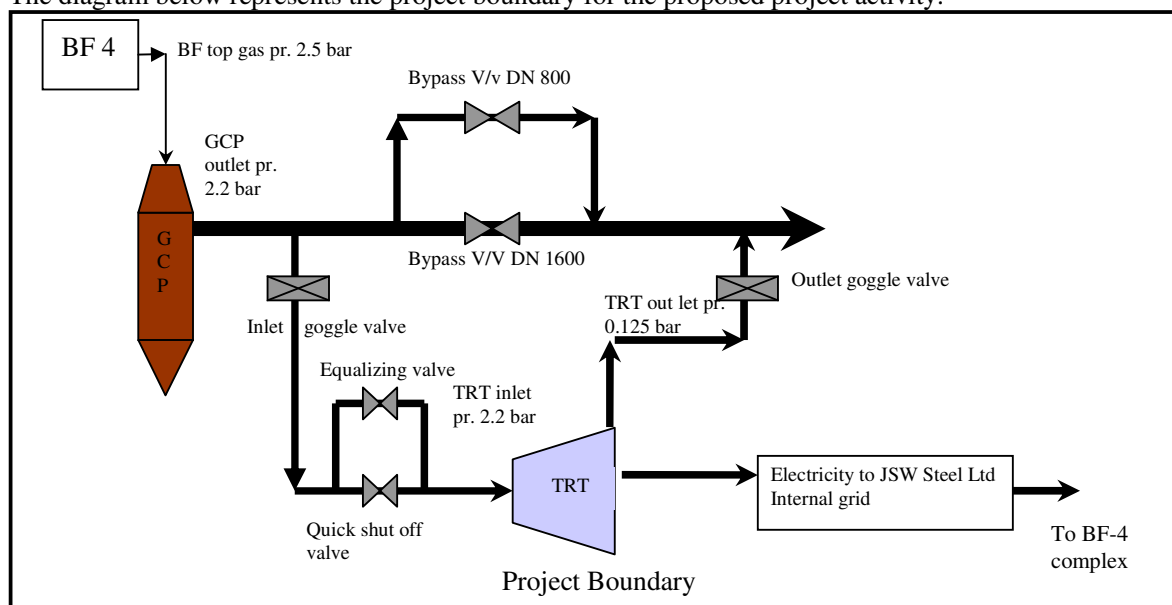 The diagram below represents the project boundary for the proposed project activity.
BF 4
BF top gas pr. 2.5 bar
Bypass V/v DN 800
GCP
outlet pr.
2.2 bar
G
C
P
Bypass V/V DN 1600
Outlet goggle valve
TRT out let pr.
0.125 bar
Inlet goggle valve
Equalizing valve
TRT inlet
pr. 2.2 bar
TRT
Electricity to JSW Steel Ltd
Internal grid
Quick shut off
valve
To BF-4
complex
Project Boundary